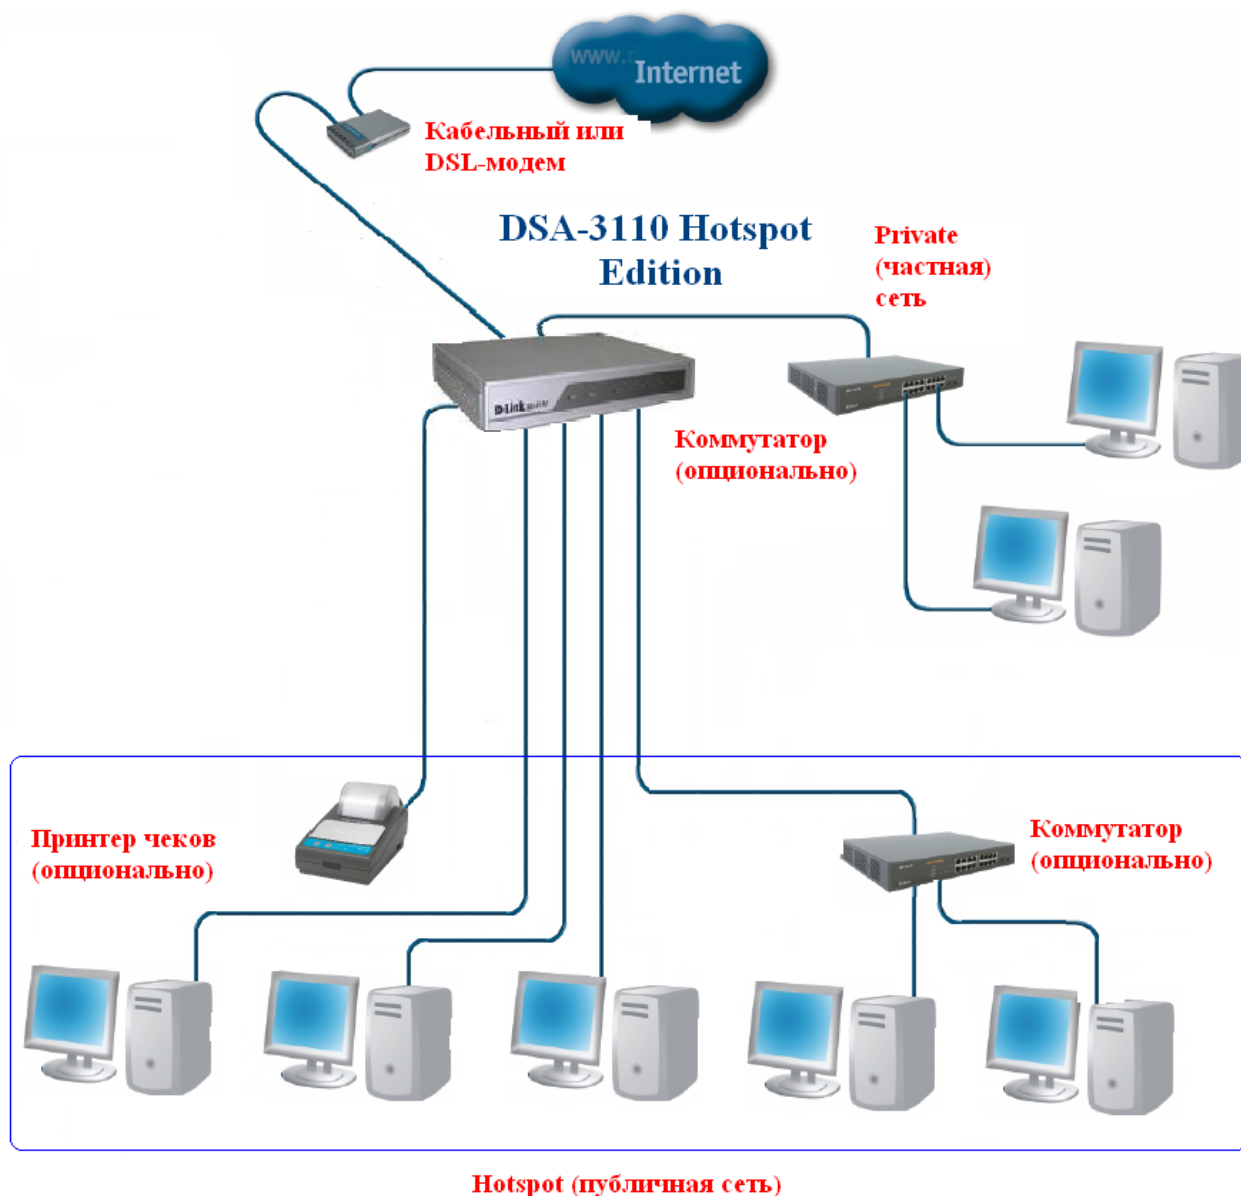 www.d
Internet
Кабельный или
DSL-модем
DSA-3110 Hotspot
Edition
Private
(частная)
сеть
D-Link
Коммутатор
(опционально)
Принтер чеков
(опционально)
Коммутатор
(опционально)
Hotspot (публичная сеть)